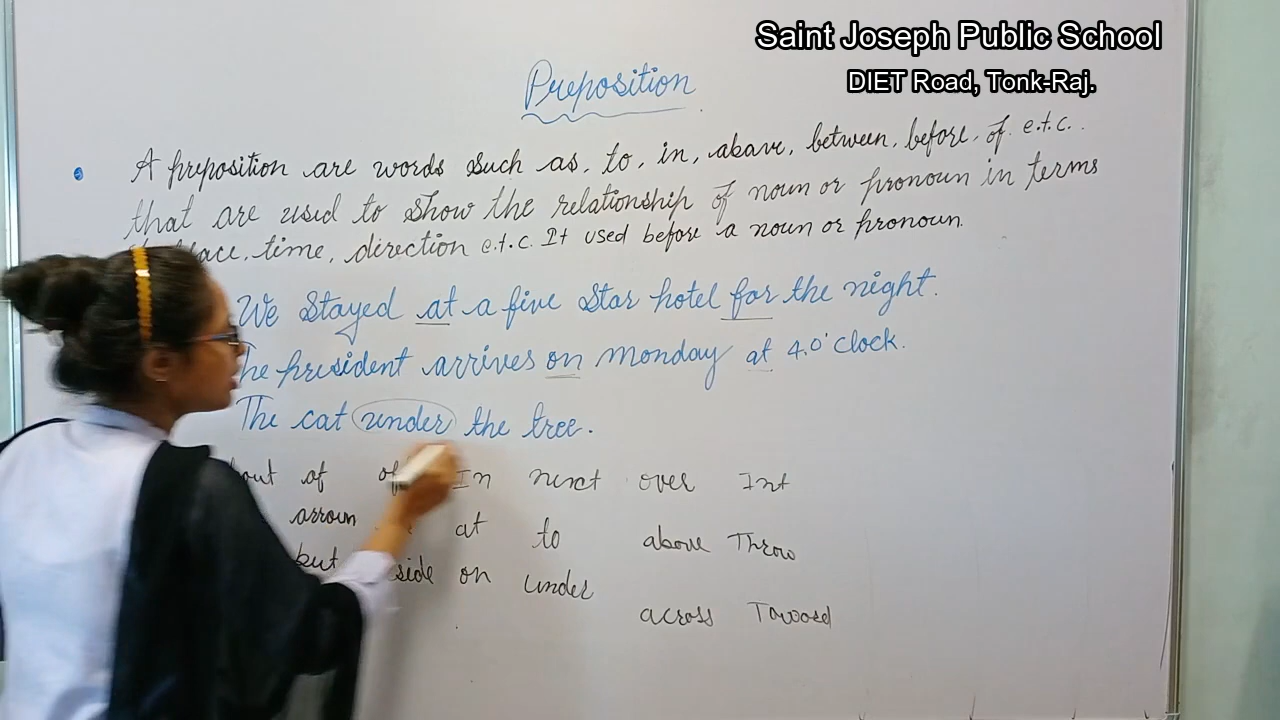 Saint Joseph Public School
DIET Road, Tonk-Raj.
Preposition
A preposition are words such as, to, in, abave, between, before, of e.t.c..
that are used to show the relationship of noun or pronoun in terms
time, direction e.t.c. It used before a noun or pronoun.
We stayed at a five star hotel for the night.
The president arrives on monday at 4.0'clock.
The cat under the tree.
of In next over Int
arroun at to above Throw
but side on under
across Toward